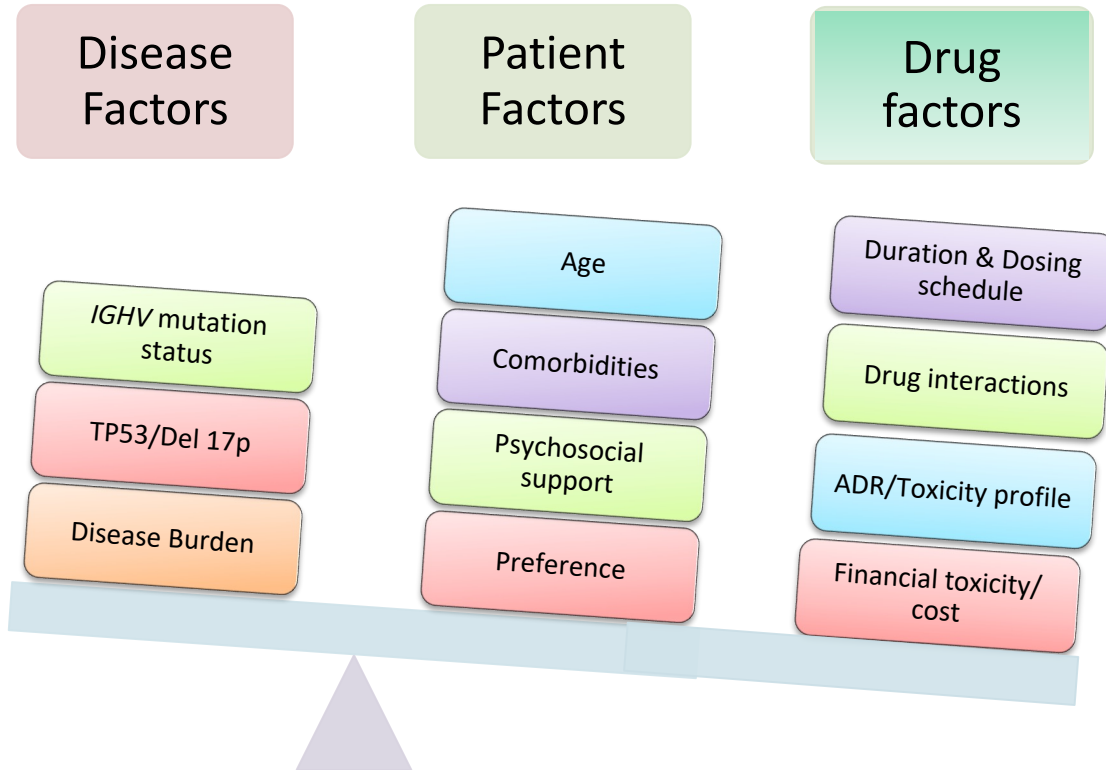 Disease
Factors
Patient
Factors
Drug
factors
IGHV mutation
status
TP53/Del 17p
Disease Burden
Age
Comorbidities
Psychosocial
support
Preference
Duration & Dosing
schedule
Drug interactions
ADR/Toxicity profile
Financial toxicity/
cost